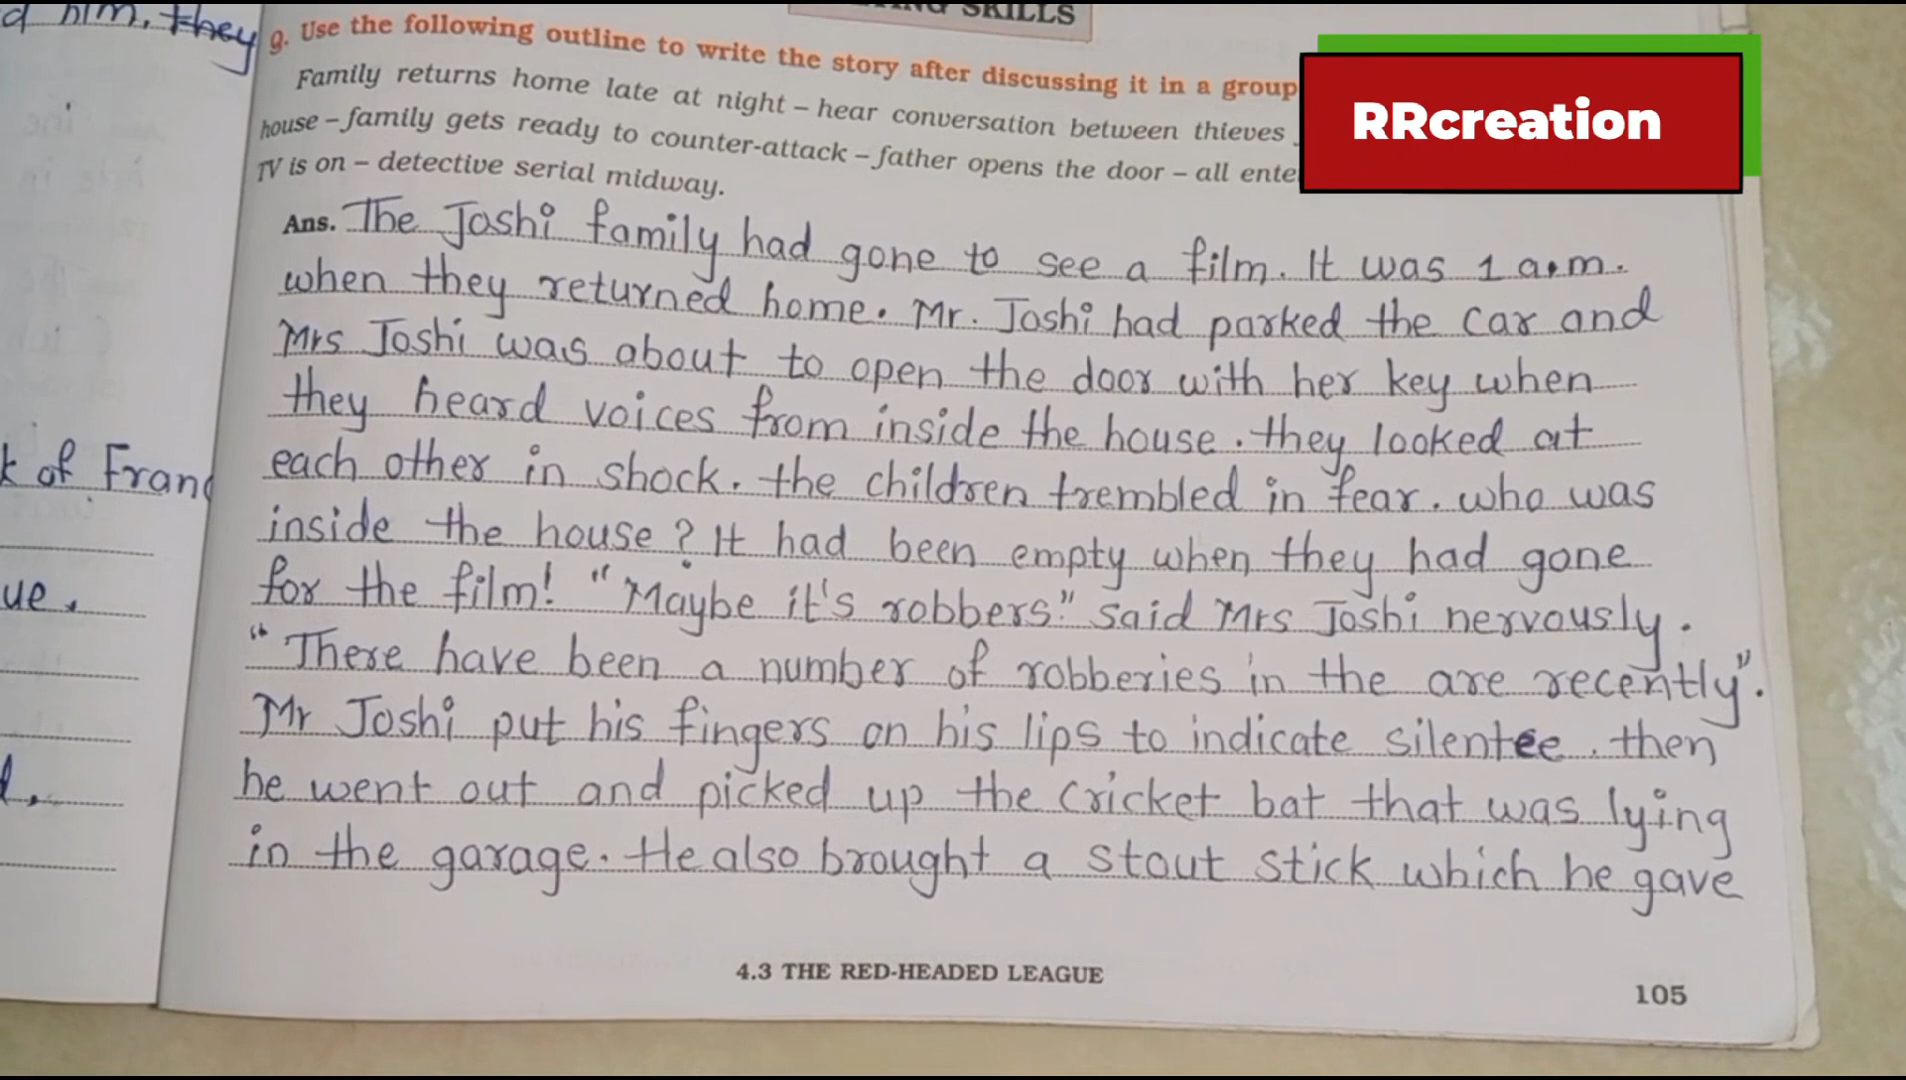 SKILLS
d him, they
g. Use the following outline to write the story after discussing it in a group
RRcreation
Family returns home late at night – hear conversation between thieves
house – family gets ready to counter-attack – father opens the door – all ente
TV is on – detective serial midway.
Ans. The Joshi family had gone to see a film. It was 1 a.m.
when they returned home. Mr. Joshi had parked the car and
Mrs Joshi was about to open the door with her key when
they heard voices from inside the house. they looked at
k of Franc
each other in shock. the children trembled in fear. who was
inside the house? It had been empty when they had gone
ue.
for the film! "Maybe it's robbers." said Mrs Joshi nervously.
"There have been a number of robberies in the are recently".
Mr Joshi put his fingers on his lips to indicate silentee. then
he went out and picked up the cricket bat that was lying
in the garage. He also brought a stout stick which he gave
4.3 THE RED-HEADED LEAGUE
105